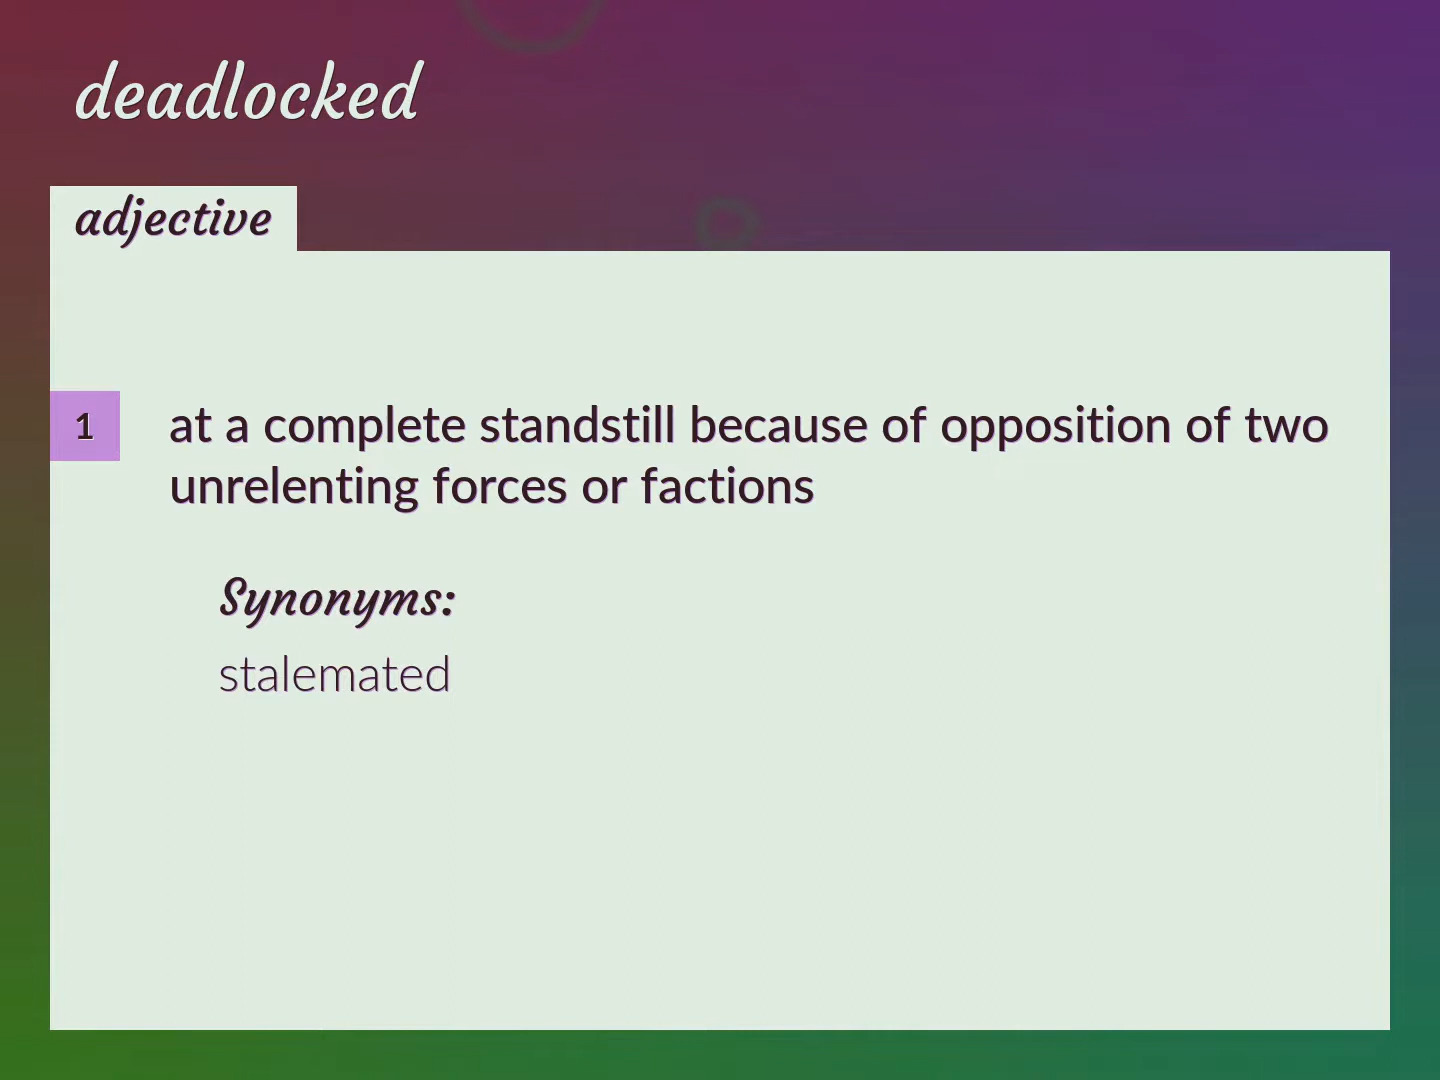 deadlocked
adjective
1
at a complete standstill because of opposition of two
unrelenting forces or factions
Synonyms:
stalemated